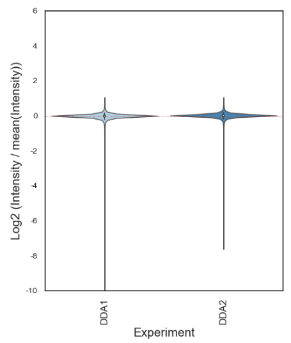 6
4
2
0
-2
-4
-6
-8
-10
Log2 (Intensity / mean(Intensity))
DDA1
DDA2
Experiment